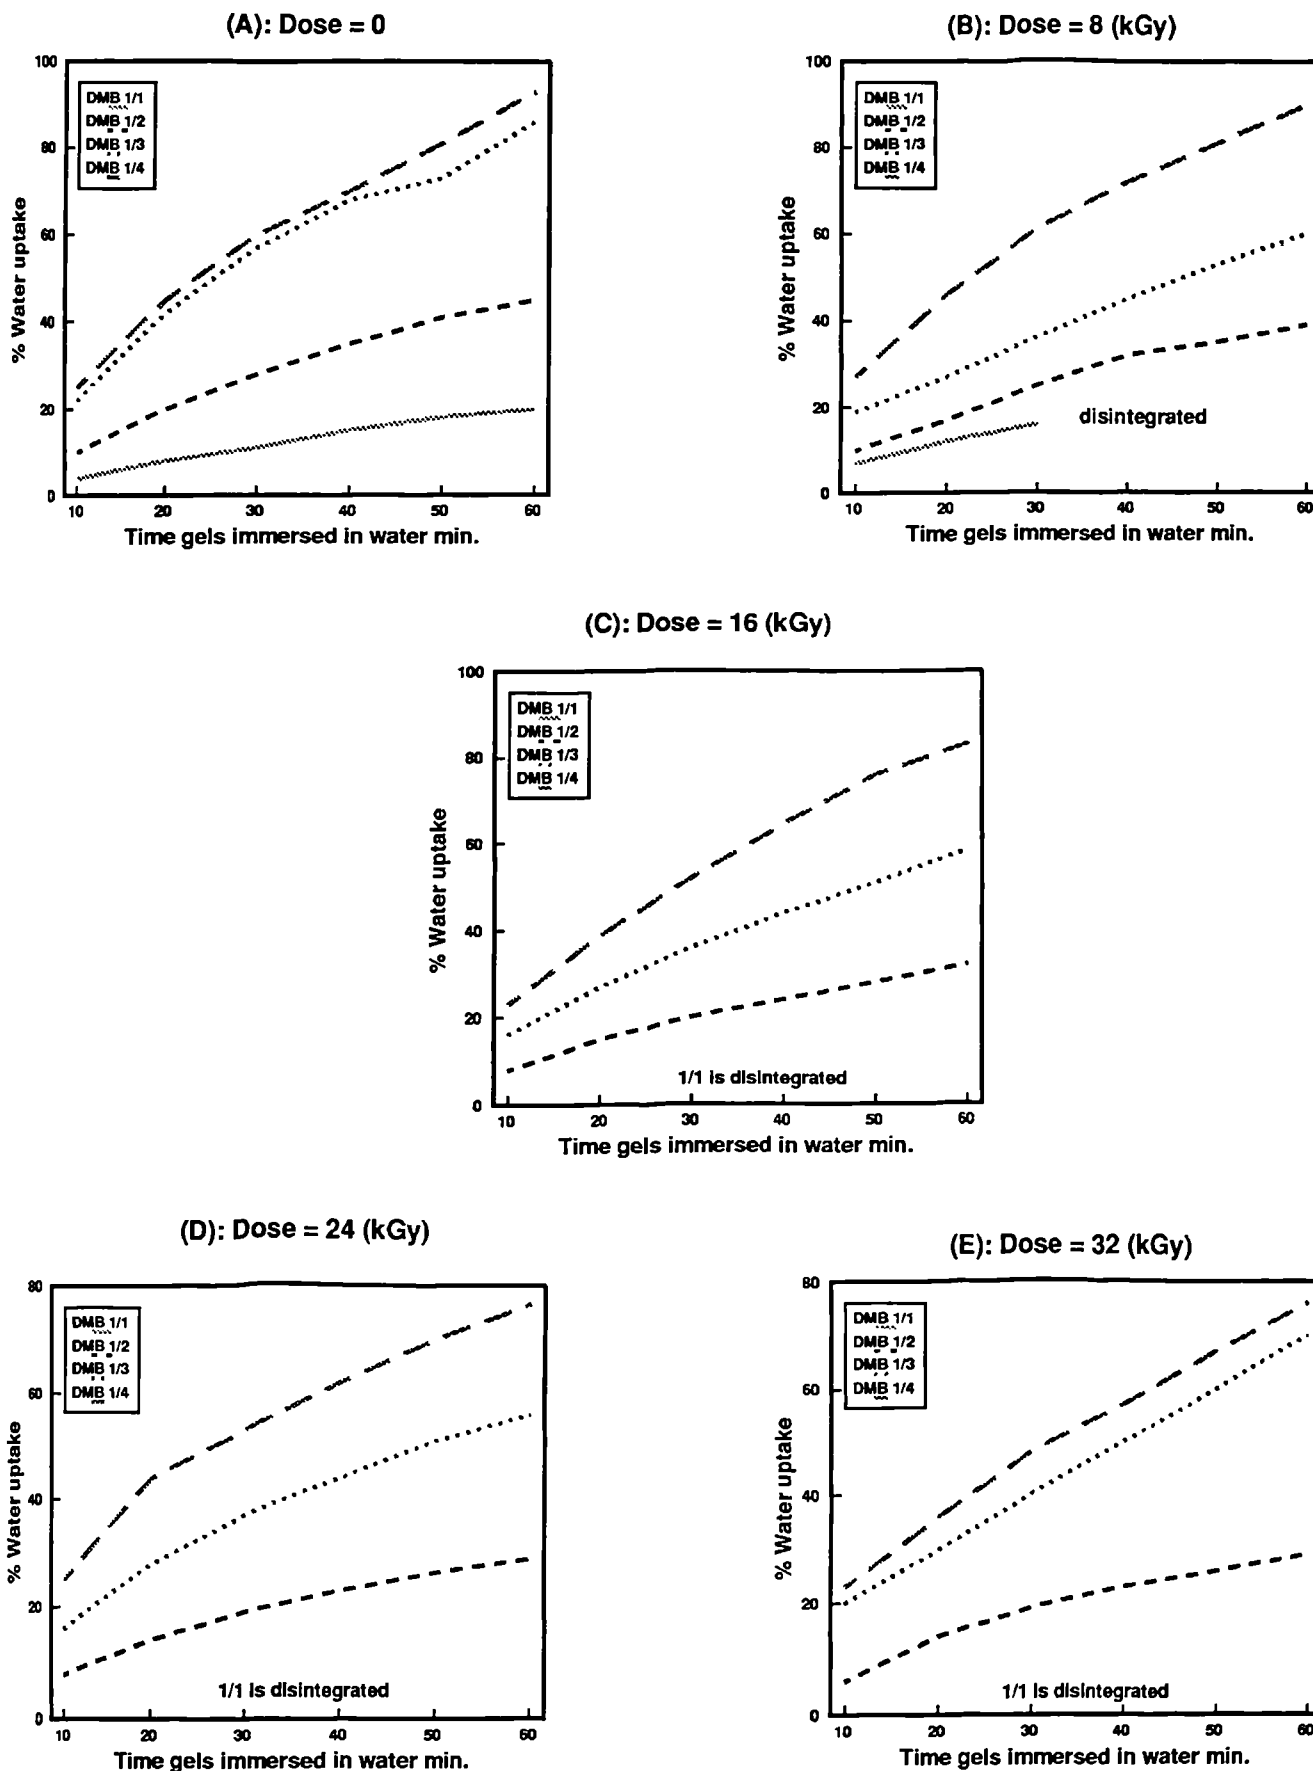 (A): Dose = 0
100
80
60
40
20
0
% Water uptake
DMB 1/1
DMB 1/2
DMB 1/3
DMB 1/4
10 20 30 40 50 60
Time gels immersed in water min.
(B): Dose = 8 (kGy)
100
80
60
40
20
0
% Water uptake
DMB 1/1
DMB 1/2
DMB 1/3
DMB 1/4
disintegrated
10 20 30 40 50 60
Time gels immersed in water min.
(C): Dose = 16 (kGy)
100
80
60
40
20
0
% Water uptake
DMB 1/1
DMB 1/2
DMB 1/3
DMB 1/4
1/1 is disintegrated
10 20 30 40 50 60
Time gels immersed in water min.
(D): Dose = 24 (kGy)
80
60
40
20
0
% Water uptake
DMB 1/1
DMB 1/2
DMB 1/3
DMB 1/4
1/1 is disintegrated
10 20 30 40 50 60
Time gels immersed in water min.
(E): Dose = 32 (kGy)
80
60
40
20
0
% Water uptake
DMB 1/1
DMB 1/2
DMB 1/3
DMB 1/4
1/1 is disintegrated
10 20 30 40 50 60
Time gels immersed in water min.